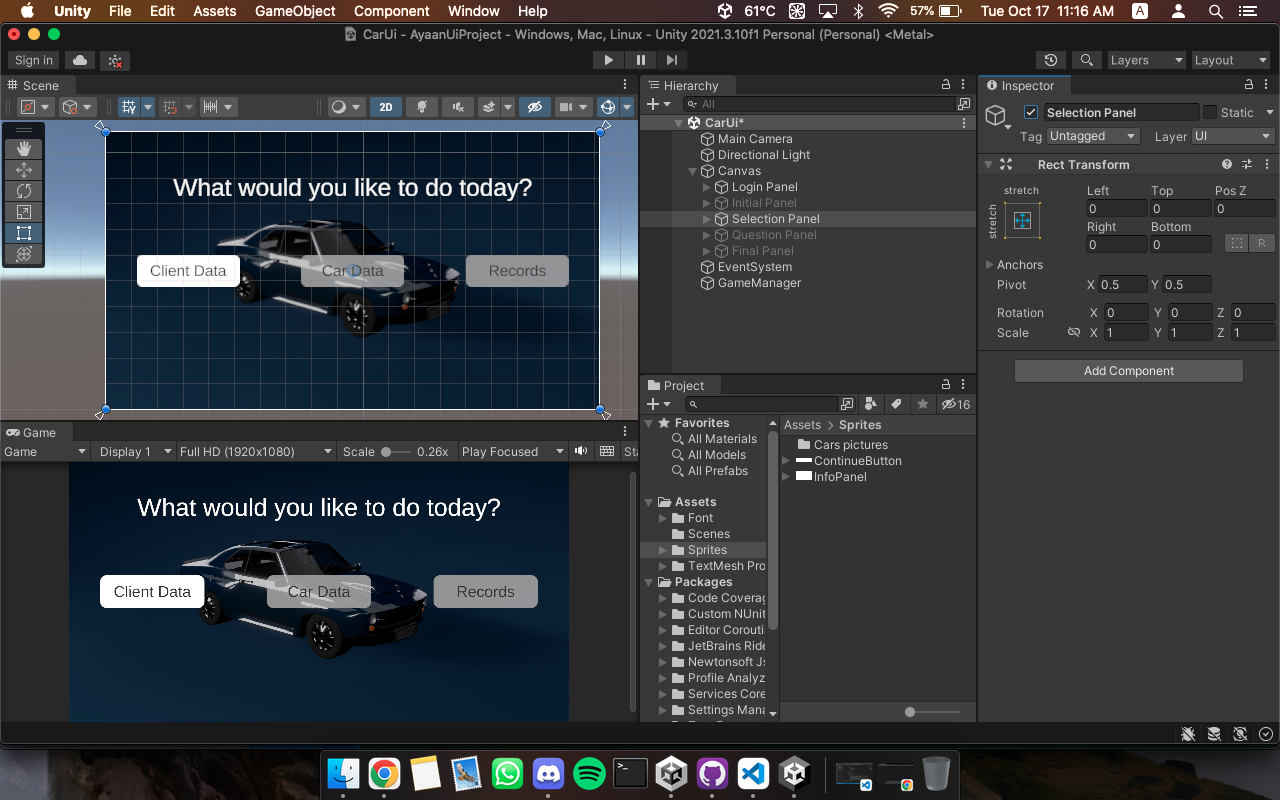 Unity File Edit Assets GameObject Component Window Help 61°C 57% Tue Oct 17 11:16 AM A
CarUi - AyaanUiProject - Windows, Mac, Linux - Unity 2021.3.10f1 Personal (Personal) <Metal>
Sign in Layers Layout
Scene
2D
What would you like to do today?
Client Data Car Data Records
Game
Game Display 1 Full HD (1920x1080) Scale 0.26x Play Focused Sta
What would you like to do today?
Client Data Car Data Records
Hierarchy
All
CarUi*
Main Camera
Directional Light
Canvas
Login Panel
Initial Panel
Selection Panel
Question Panel
Final Panel
EventSystem
GameManager
Project
16
Favorites
All Materials
All Models
All Prefabs
Assets
Font
Scenes
Sprites
TextMesh Pro
Packages
Code Coverag
Custom NUnit
Editor Corouti
JetBrains Ride
Newtonsoft Js
Profile Analyz
Services Core
Settings Mana
Assets > Sprites
Cars pictures
ContinueButton
InfoPanel
Inspector
Selection Panel Static
Tag Untagged Layer UI
Rect Transform
stretch Left Top Pos Z
stretch 0 0 0
Right Bottom
0 0 R
Anchors
Pivot X 0.5 Y 0.5
Rotation X 0 Y 0 Z 0
Scale X 1 Y 1 Z 1
Add Component